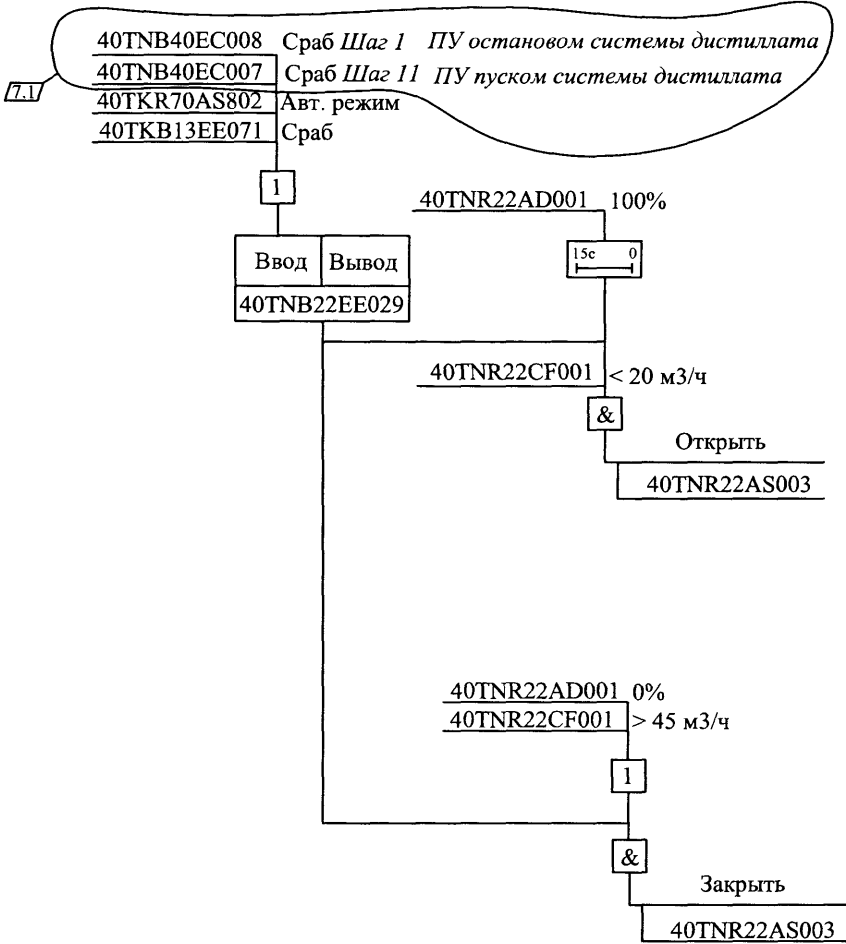 40TNB40EC008 Сраб Шаг 1 ПУ остановом системы дистиллата
40TNB40EC007 Сраб Шаг 11 ПУ пуском системы дистиллата
7.1
40TKR70AS802 Авт. режим
40TKB13EE071 Сраб
1
40TNR22AD001 100%
Ввод Вывод
15с 0
40TNB22EE029
40TNR22CF001 < 20 м3/ч
&
Открыть
40TNR22AS003
40TNR22AD001 0%
40TNR22CF001 > 45 м3/ч
1
&
Закрыть
40TNR22AS003